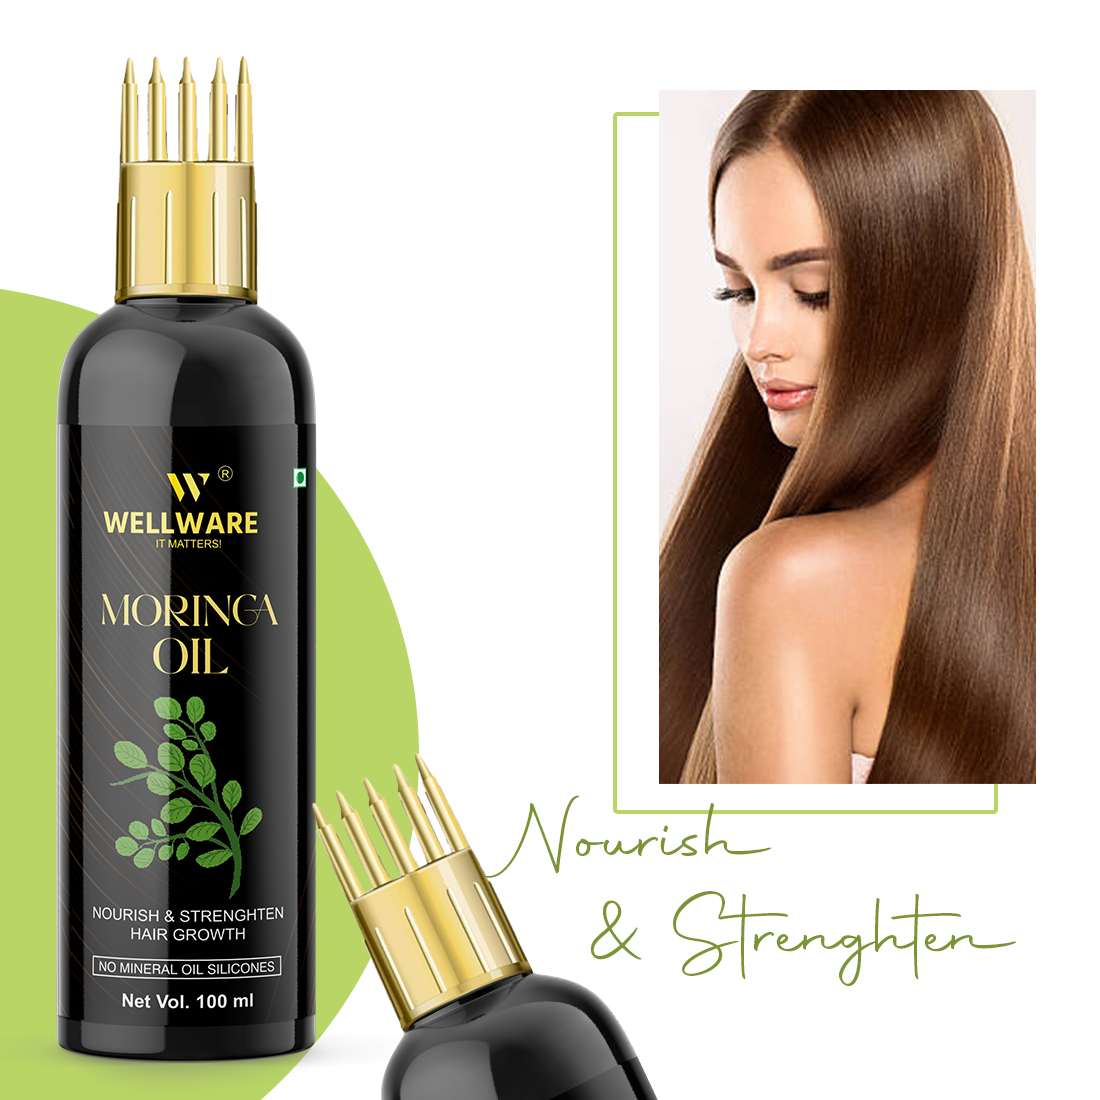 W®
WELLWARE
IT MATTERS!
MORINGA
OIL
NOURISH & STRENGHTEN
HAIR GROWTH
NO MINERAL OIL SILICONES
Net Vol. 100 ml
Nourish
& Strenghten